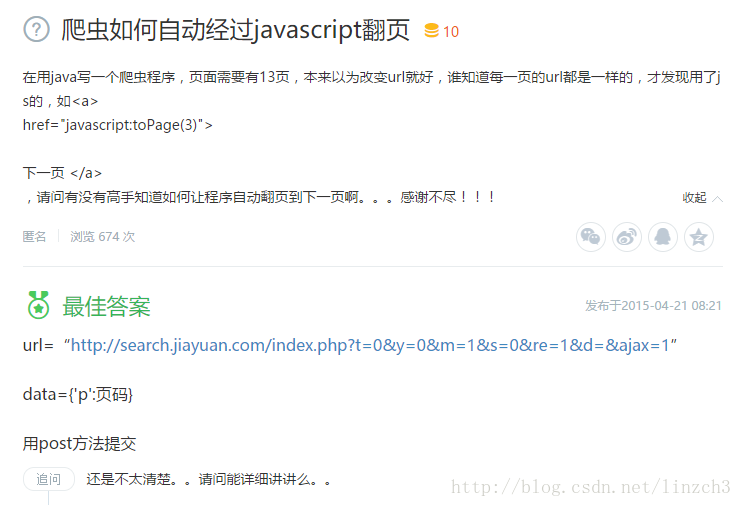 爬虫如何自动经过javascript翻页 10
在用java写一个爬虫程序，页面需要有13页，本来以为改变url就好，谁知道每一页的url都是一样的，才发现用了j
s的，如<a>
href="javascript:toPage(3)">
下一页 </a>
，请问有没有高手知道如何让程序自动翻页到下一页啊。。。感谢不尽！！！ 收起
匿名 浏览 674 次
最佳答案 发布于2015-04-21 08:21
url=“http://search.jiayuan.com/index.php?t=0&y=0&m=1&s=0&re=1&d=&ajax=1”
data={'p':页码}
用post方法提交
追问 还是不太清楚。。请问能详细讲讲么。。
http://blog.csdn.net/linzch3